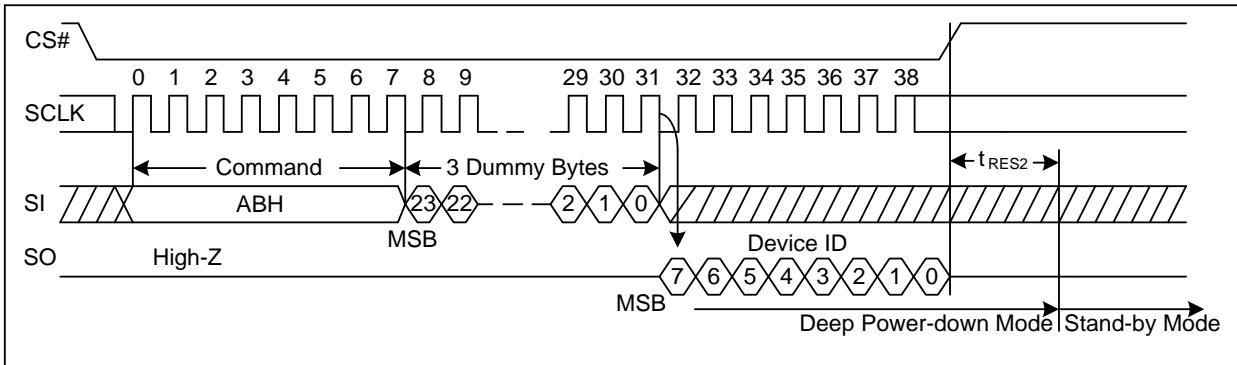 CS#
0 1 2 3 4 5 6 7 8 9 29 30 31 32 33 34 35 36 37 38
SCLK
Command 3 Dummy Bytes tRES2
SI ABH 23 22 2 1 0
MSB
SO High-Z Device ID
7 6 5 4 3 2 1 0
MSB
Deep Power-down Mode Stand-by Mode